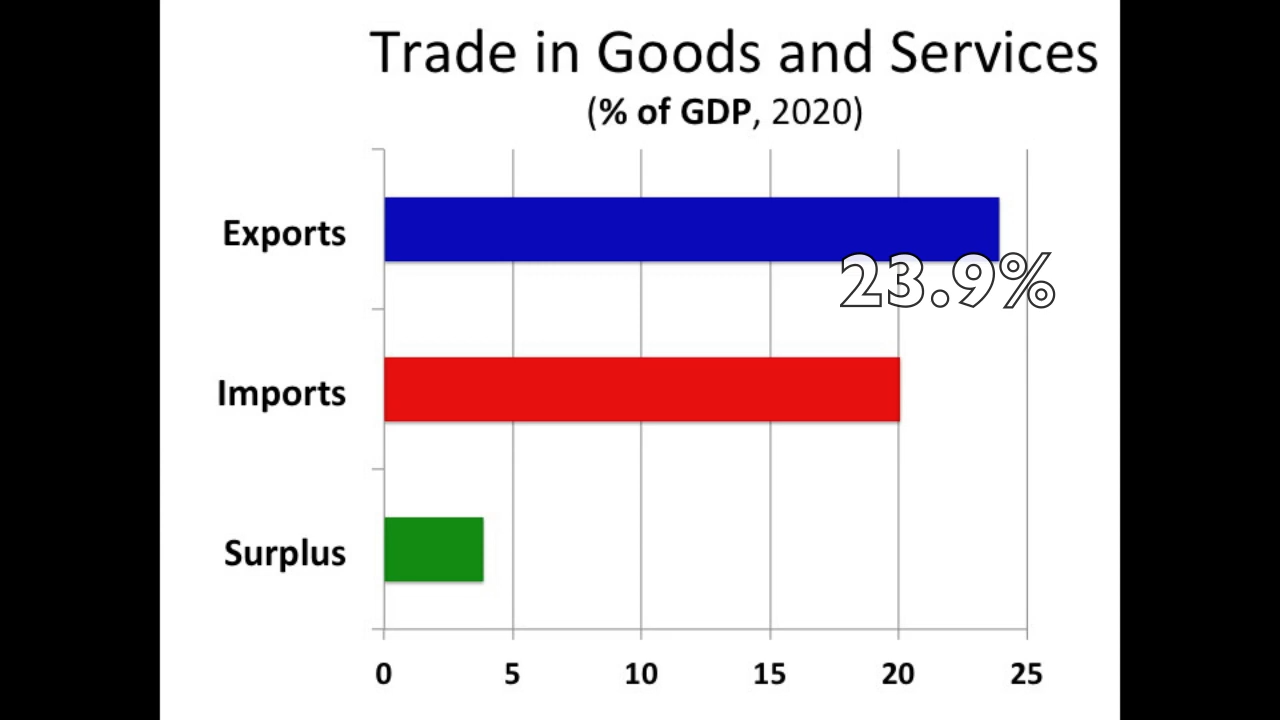 Trade in Goods and Services
(% of GDP, 2020)
Exports
23.9%
Imports
Surplus
0 5 10 15 20 25